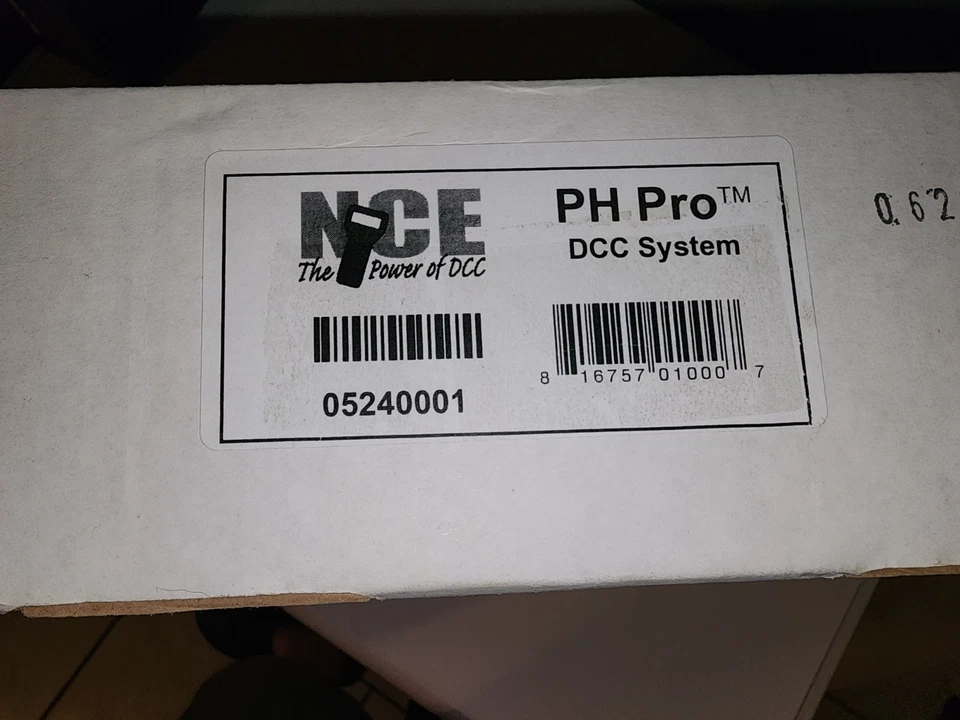 NCE
The Power of DCC
PH Pro™
DCC System
05240001
8 16757 01000 7
0.62